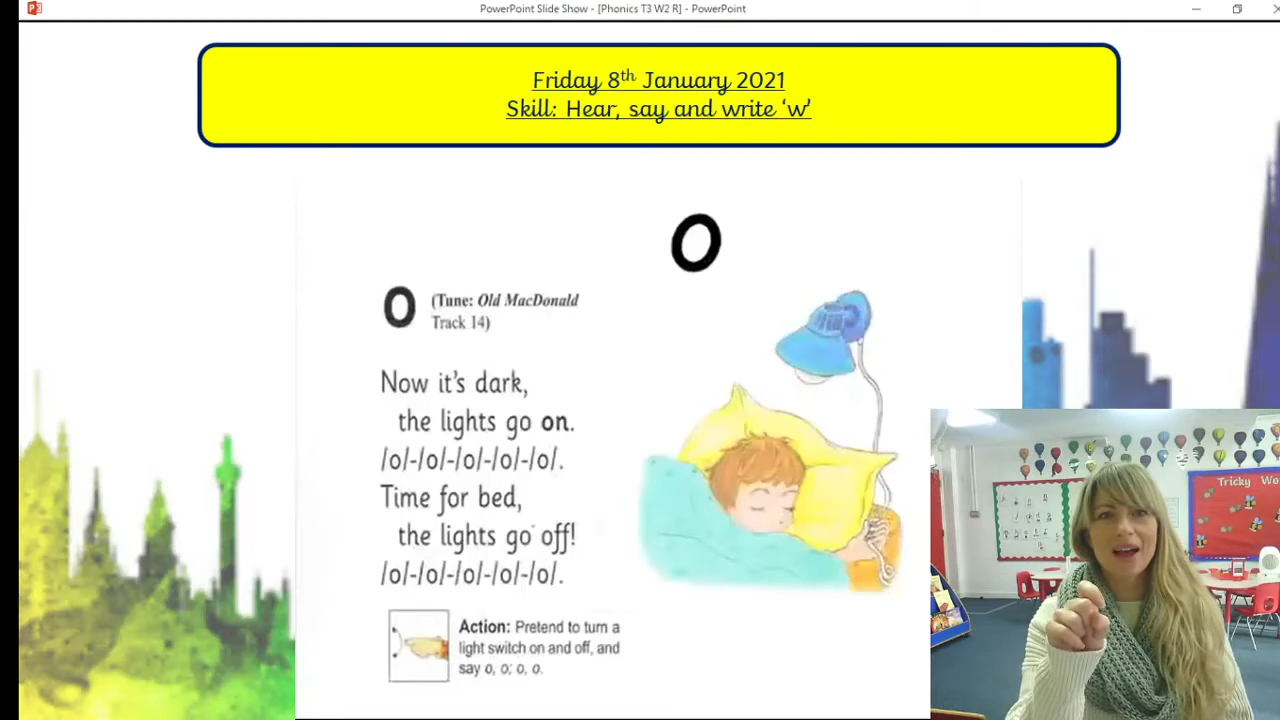 PowerPoint Slide Show - [Phonics T3 W2 R] - PowerPoint
Friday 8th January 2021
Skill: Hear, say and write ‘w’
o
o (Tune: Old MacDonald
Track 14)
Now it's dark,
the lights go on.
/o/-/o/-/o/-/o/-/o/.
Time for bed,
the lights go off!
/o/-/o/-/o/-/o/-/o/.
Action: Pretend to turn a
light switch on and off, and
say o, o; o, o.
Tricky